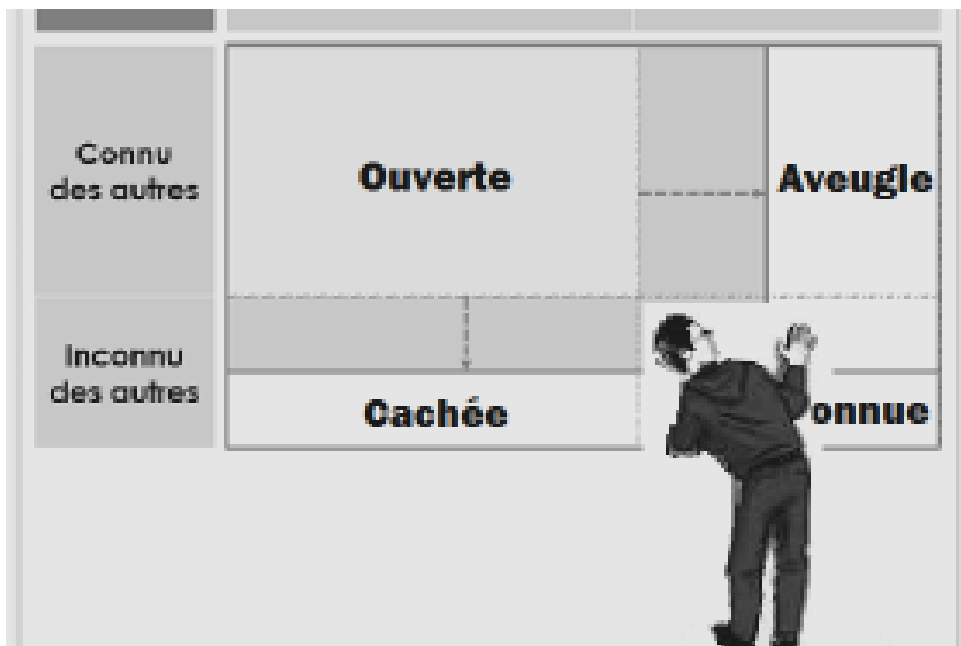 Connu
des autres
Ouverte
Aveugle
Inconnu
des autres
Cachée
onnue